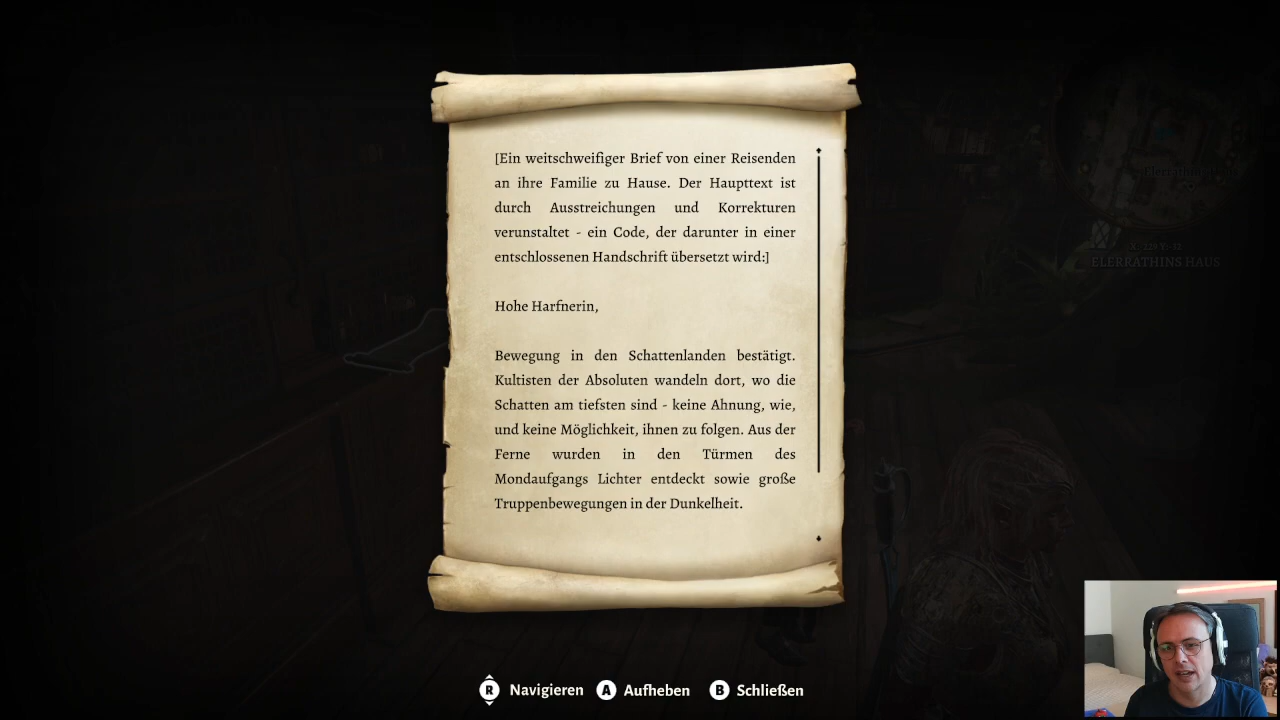 [Ein weitschweifiger Brief von einer Reisenden
an ihre Familie zu Hause. Der Haupttext ist
durch Ausstreichungen und Korrekturen
verunstaltet - ein Code, der darunter in einer
entschlossenen Handschrift übersetzt wird:]
Hohe Harfnerin,
Bewegung in den Schattenlanden bestätigt.
Kultisten der Absoluten wandeln dort, wo die
Schatten am tiefsten sind - keine Ahnung, wie,
und keine Möglichkeit, ihnen zu folgen. Aus der
Ferne wurden in den Türmen des
Mondaufgangs Lichter entdeckt sowie große
Truppenbewegungen in der Dunkelheit.
ELERRATHINS HAUS
R Navigieren A Aufheben B Schließen